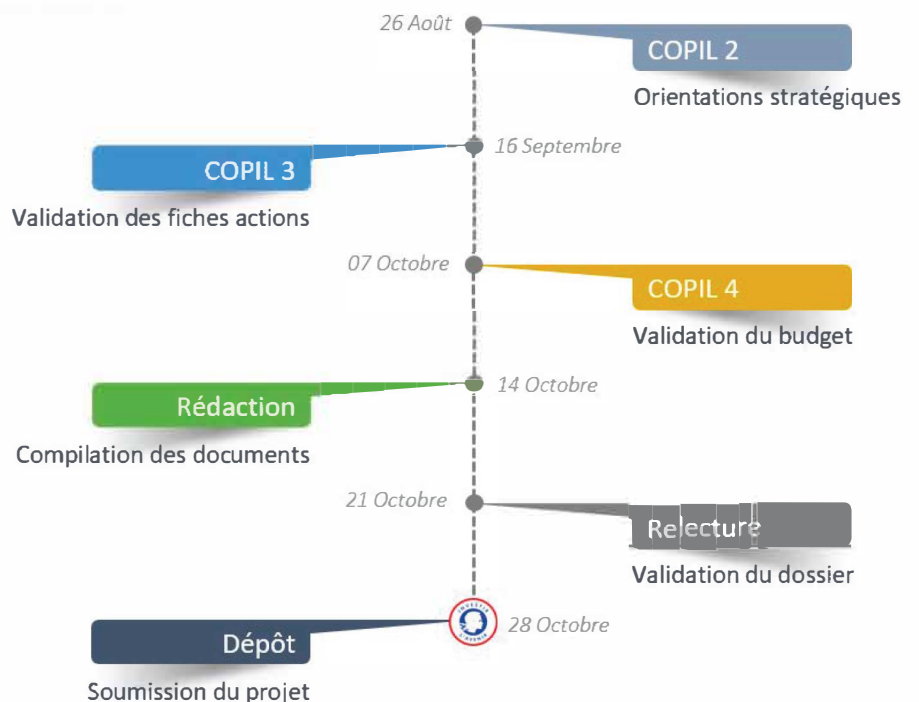 26 Août
COPIL 2
Orientations stratégiques
16 Septembre
COPIL 3
Validation des fiches actions
07 Octobre
COPIL 4
Validation du budget
14 Octobre
Rédaction
Compilation des documents
21 Octobre
Relecture
Validation du dossier
INVESTIR
L'AVENIR
28 Octobre
Dépôt
Soumission du projet